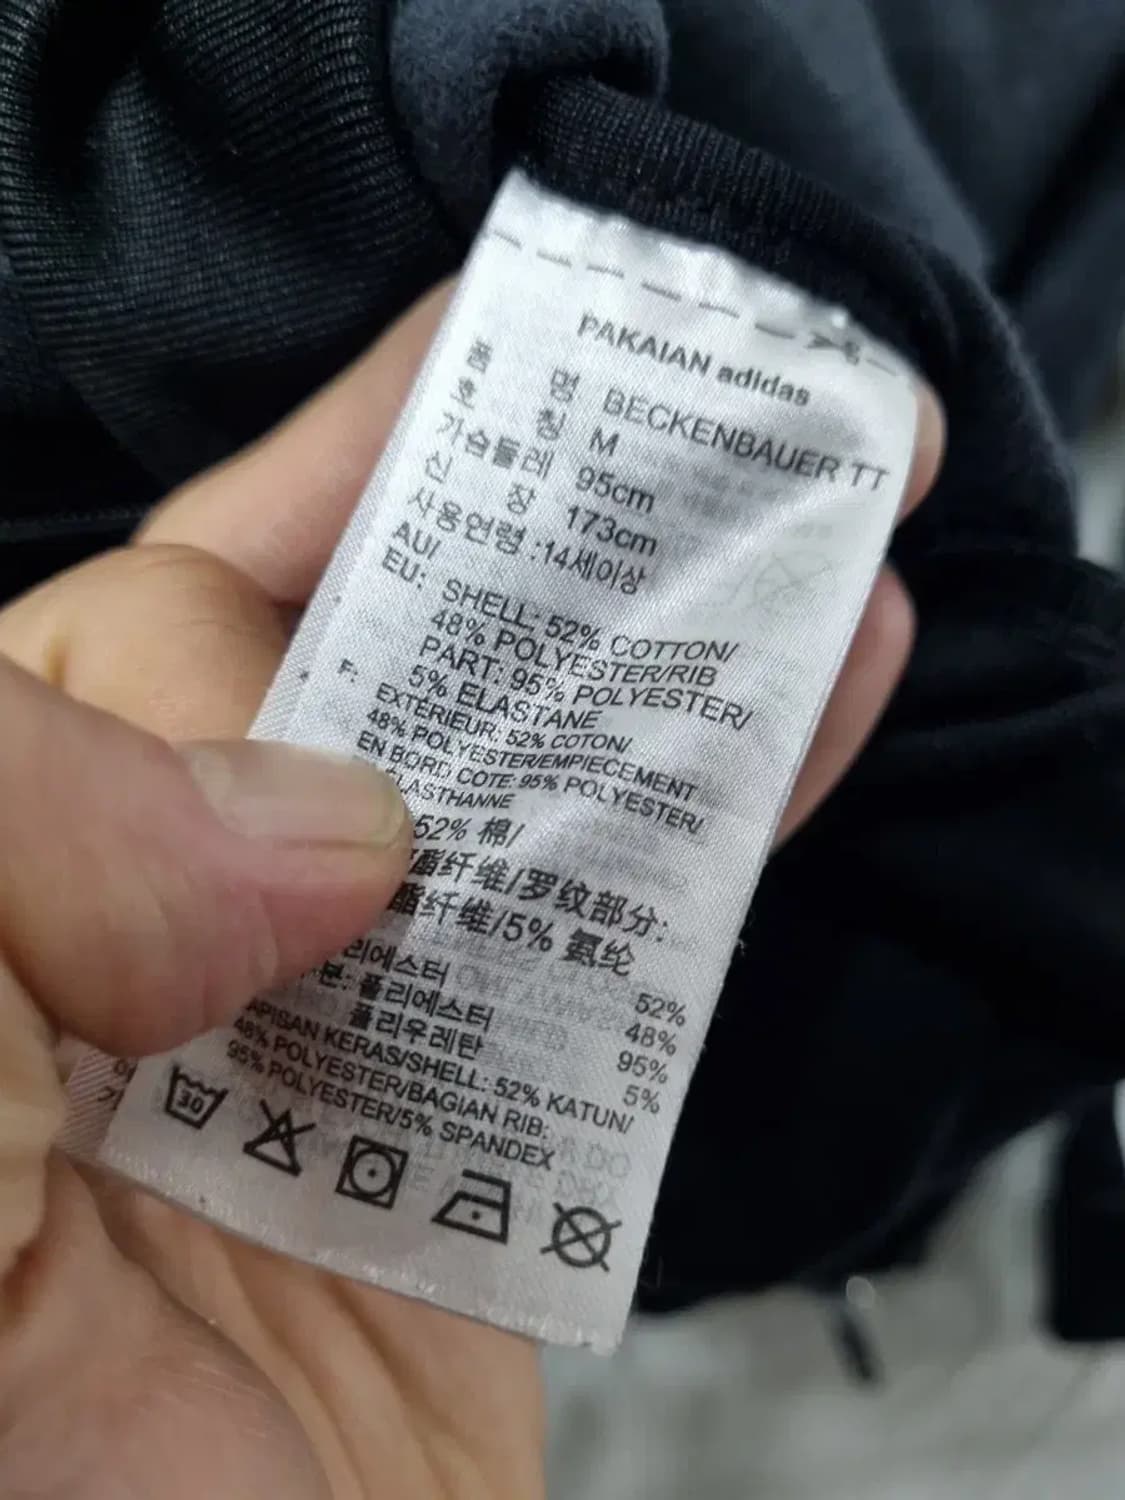 PAKAIAN adidas
품 명 BECKENBAUER TT
호 칭 M
가슴둘레 95cm
신 장 173cm
사용연령 :14세이상
AU/
EU: SHELL: 52% COTTON/
48% POLYESTER/RIB
PART: 95% POLYESTER/
5% ELASTANE
F: EXTÉRIEUR: 52% COTON/
48% POLYESTER/EMPIECEMENT
EN BORD COTE: 95% POLYESTER/
ELASTHANNE
52% 棉/
酯纤维/罗纹部分:
酯纤维/5% 氨纶
52%
리에스터 48%
본: 폴리에스터 95%
폴리우레탄 5%
APISAN KERAS/SHELL: 52% KATUN/
48% POLYESTER/BAGIAN RIB:
95% POLYESTER/5% SPANDEX
30